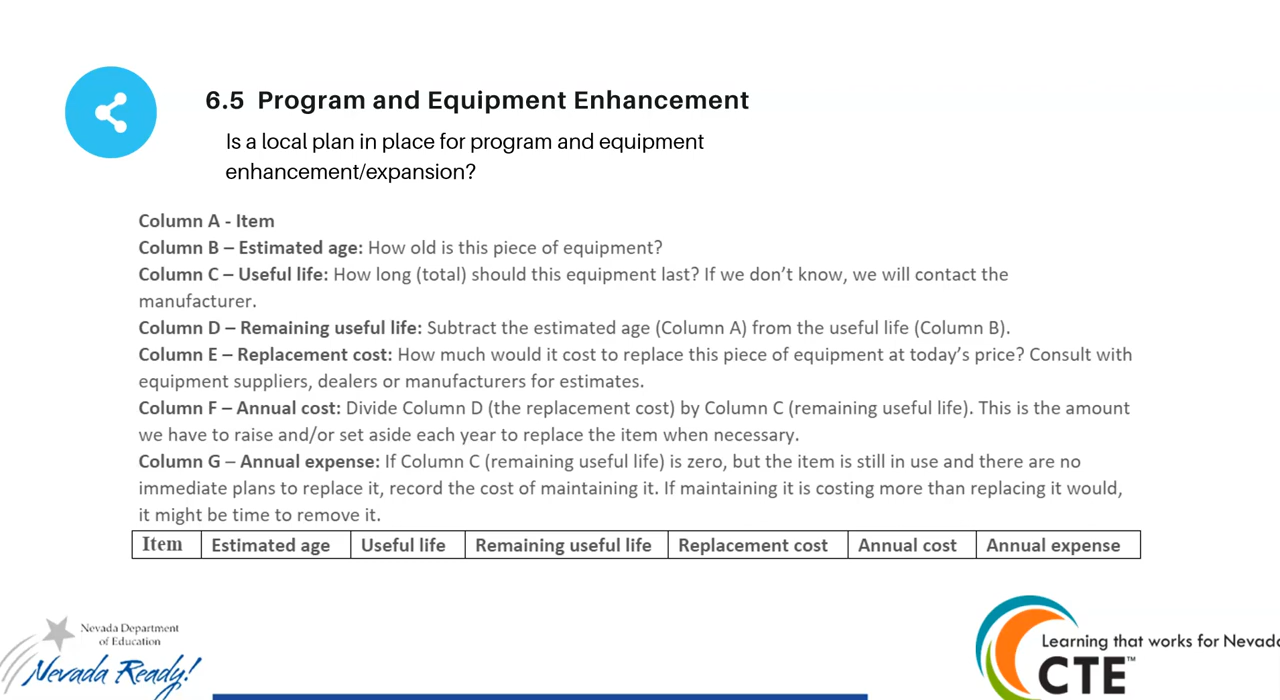 6.5 Program and Equipment Enhancement
Is a local plan in place for program and equipment
enhancement/expansion?
Column A - Item
Column B – Estimated age: How old is this piece of equipment?
Column C – Useful life: How long (total) should this equipment last? If we don’t know, we will contact the
manufacturer.
Column D – Remaining useful life: Subtract the estimated age (Column A) from the useful life (Column B).
Column E – Replacement cost: How much would it cost to replace this piece of equipment at today’s price? Consult with
equipment suppliers, dealers or manufacturers for estimates.
Column F – Annual cost: Divide Column D (the replacement cost) by Column C (remaining useful life). This is the amount
we have to raise and/or set aside each year to replace the item when necessary.
Column G – Annual expense: If Column C (remaining useful life) is zero, but the item is still in use and there are no
immediate plans to replace it, record the cost of maintaining it. If maintaining it is costing more than replacing it would,
it might be time to remove it.
Item Estimated age Useful life Remaining useful life Replacement cost Annual cost Annual expense
Nevada Department
of Education
Nevada Ready!
Learning that works for Nevada
CTE™